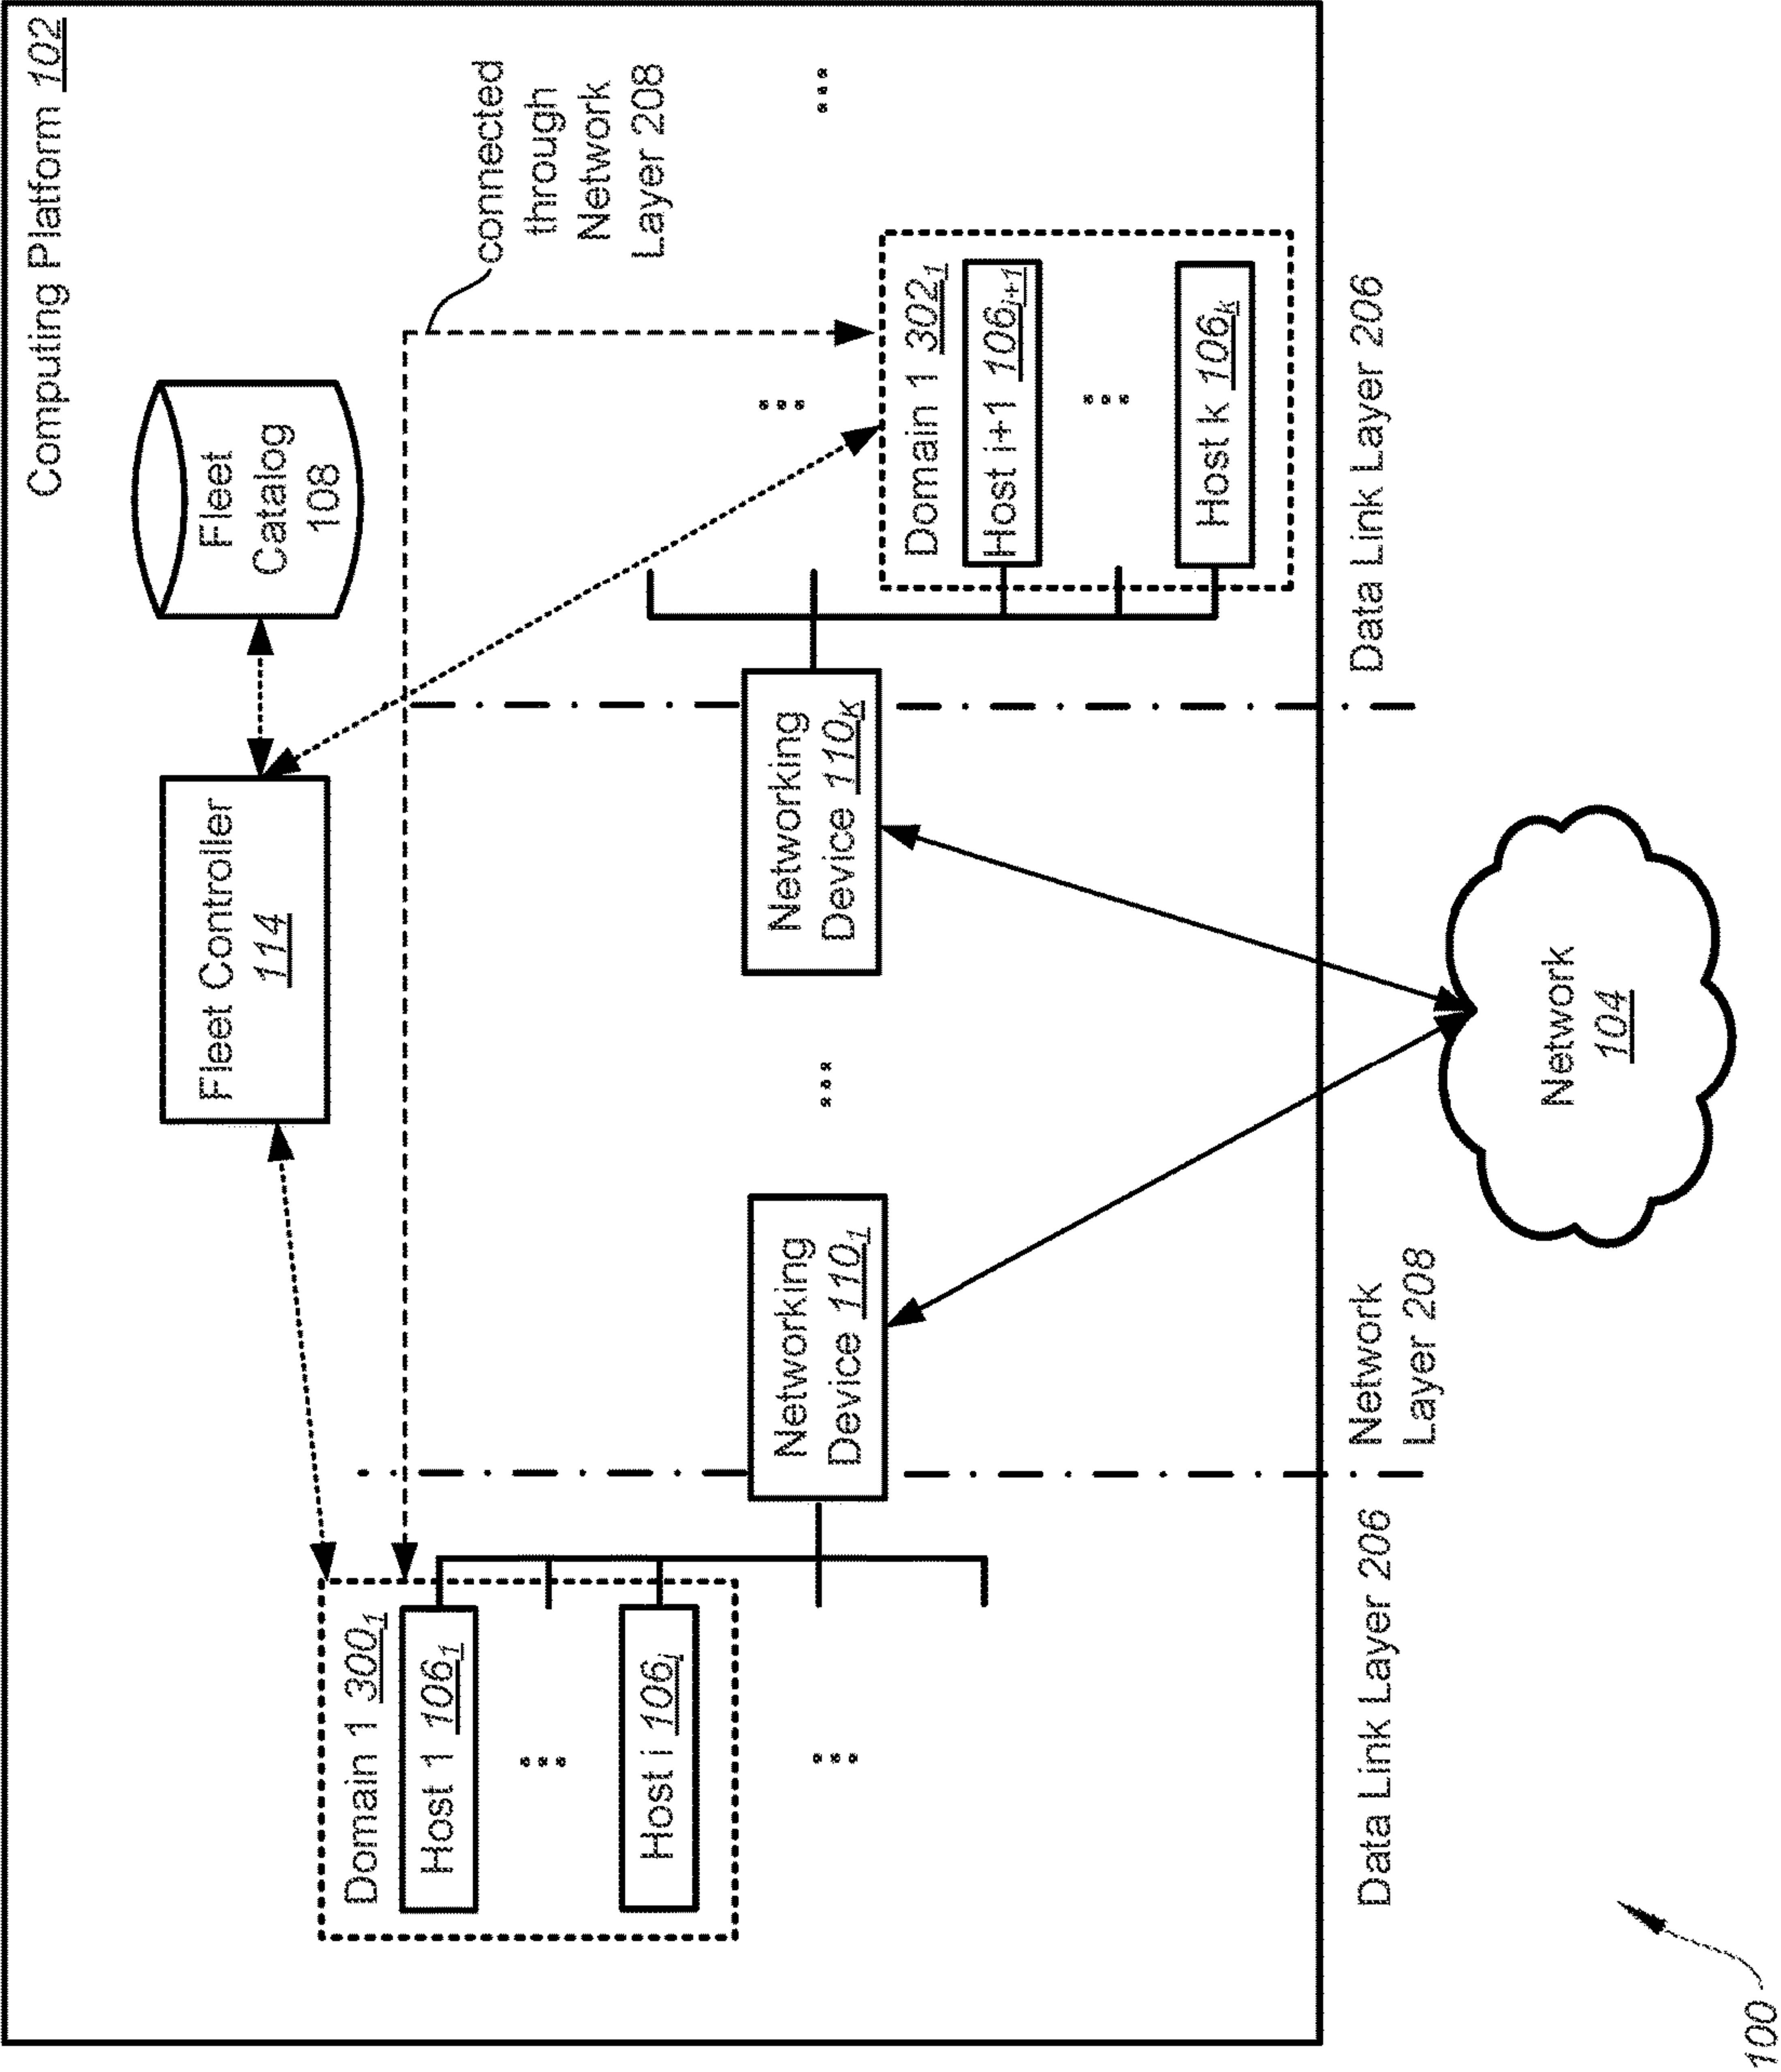 Computing Platform 102
Fleet Controller
114
Fleet
Catalog
108
connected
through
Network
Layer 208
Domain 1 300₁
Host 1 106₁
...
Host i 106ᵢ
...
Networking
Device 110₁
...
Networking
Device 110K
...
Domain 1 302₁
Host i+1 106ᵢ₊₁
...
Host k 106ₖ
...
Data Link Layer 206
Network
Layer 208
Data Link Layer 206
Network
104
100